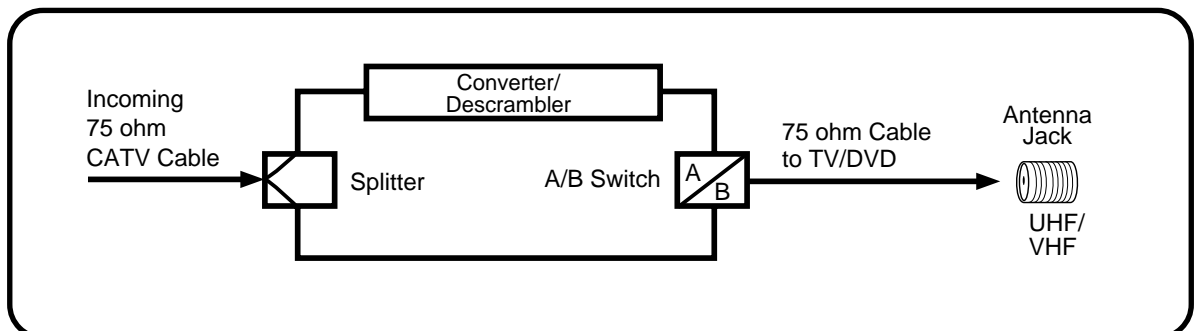 Incoming
75 ohm
CATV Cable
Converter/
Descrambler
Splitter
A/B Switch
A
B
75 ohm Cable
to TV/DVD
Antenna
Jack
UHF/
VHF